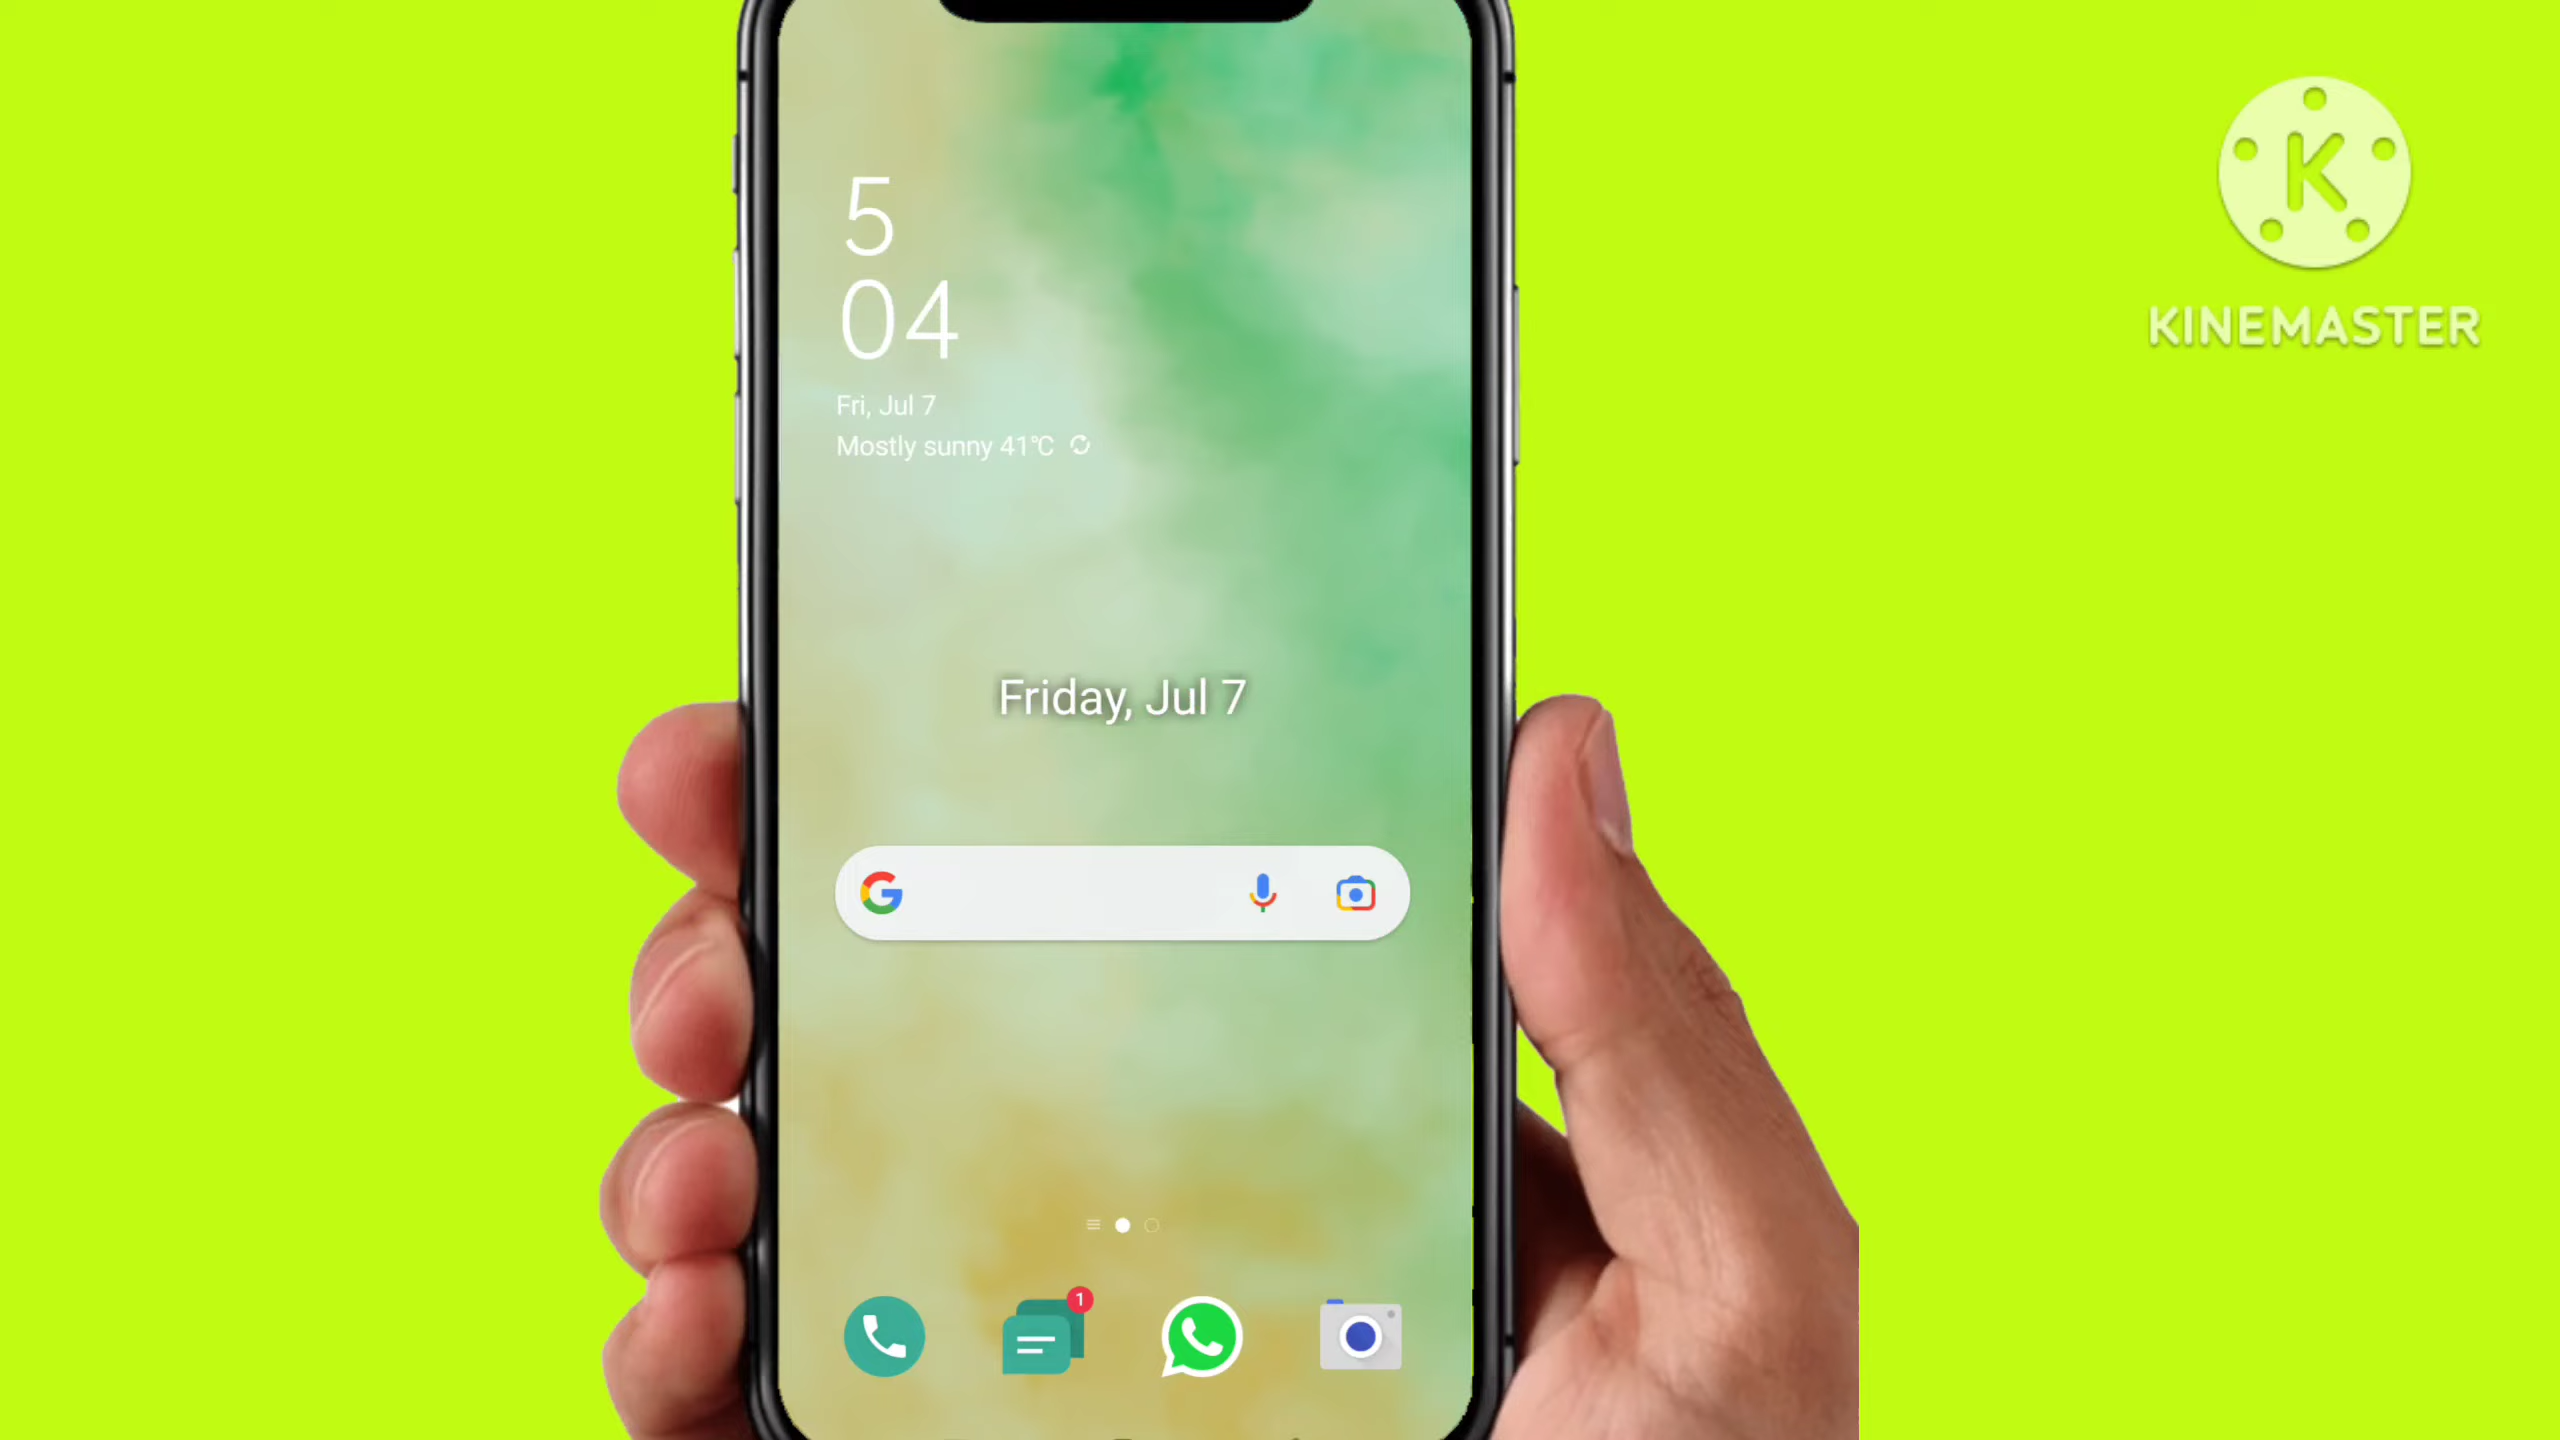 5
04
Fri, Jul 7
Mostly sunny 41°C
Friday, Jul 7
1
K
KINEMASTER